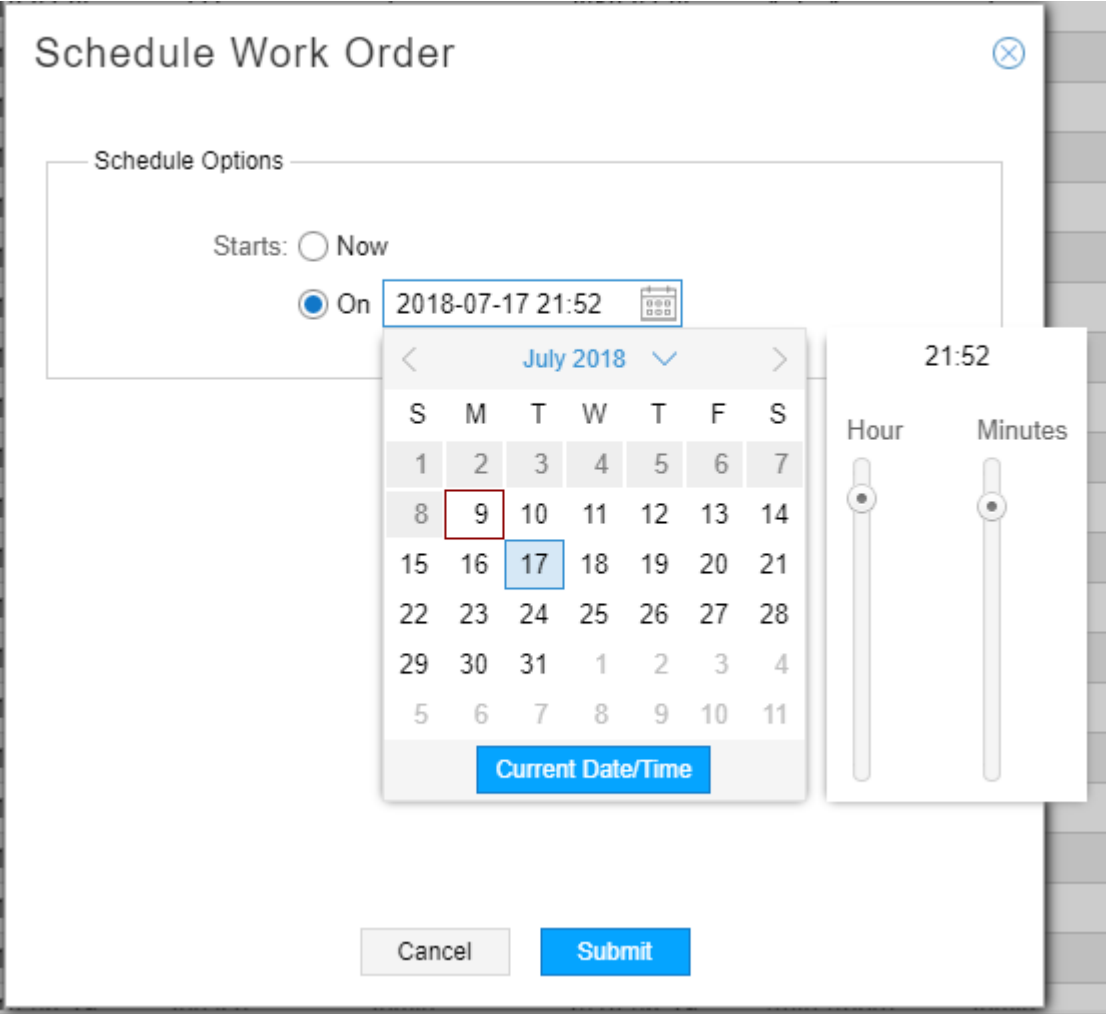 Schedule Work Order
Schedule Options
Starts: Now
On 2018-07-17 21:52
July 2018
S M T W T F S
1 2 3 4 5 6 7
8 9 10 11 12 13 14
15 16 17 18 19 20 21
22 23 24 25 26 27 28
29 30 31 1 2 3 4
5 6 7 8 9 10 11
Current Date/Time
21:52
Hour Minutes
Cancel Submit